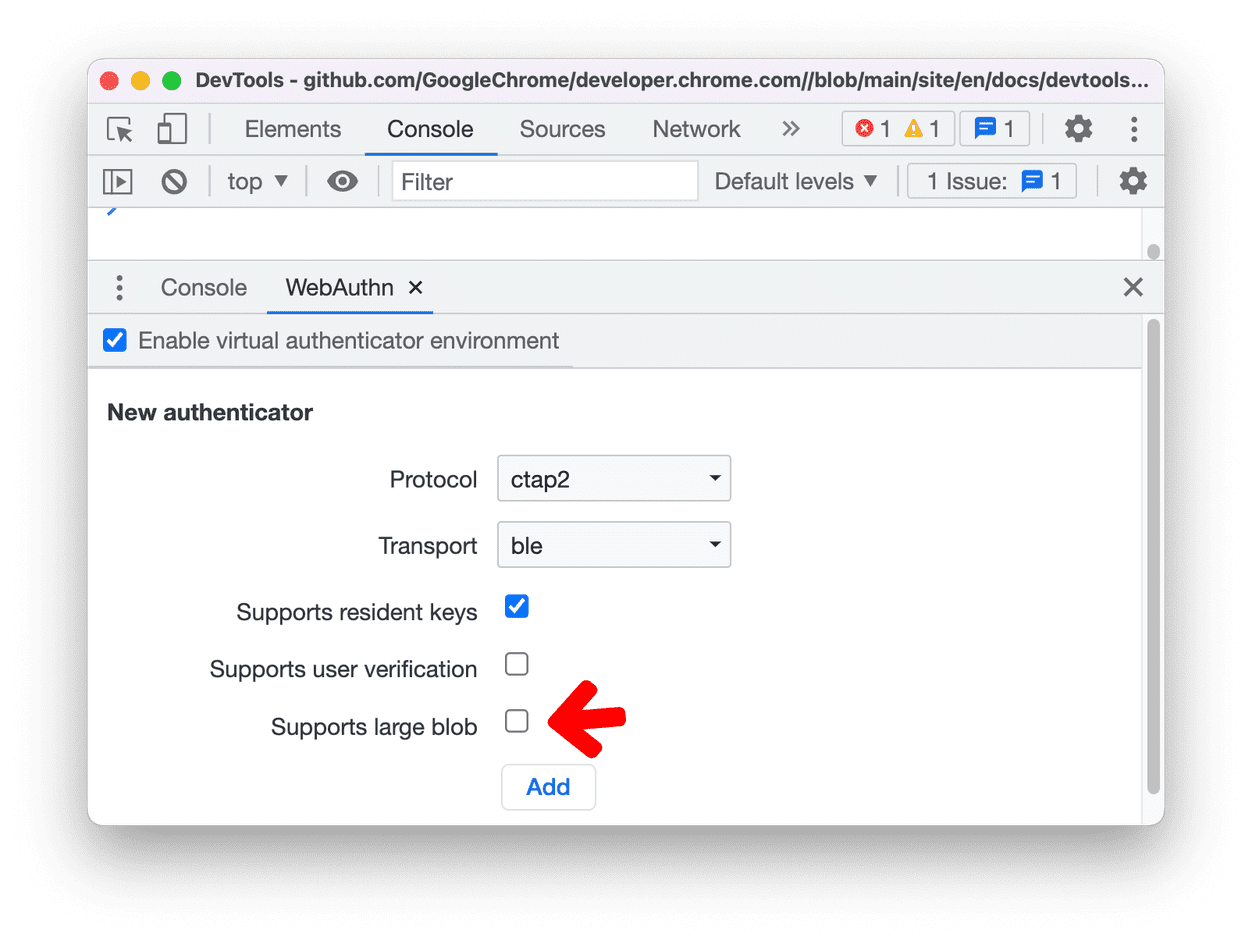 DevTools - github.com/GoogleChrome/developer.chrome.com//blob/main/site/en/docs/devtools...
Elements Console Sources Network » 1 1 1
top Filter Default levels 1 Issue: 1
Console WebAuthn
Enable virtual authenticator environment
New authenticator
Protocol ctap2
Transport ble
Supports resident keys
Supports user verification
Supports large blob
Add